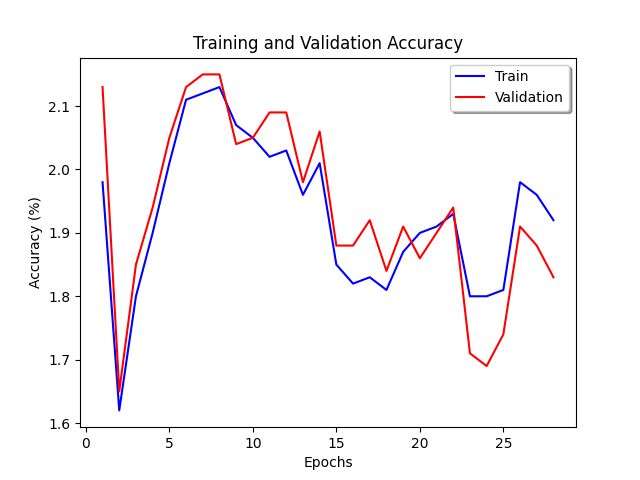 Training and Validation Accuracy
Train
Validation
Accuracy (%)
2.1
2.0
1.9
1.8
1.7
1.6
0 5 10 15 20 25
Epochs